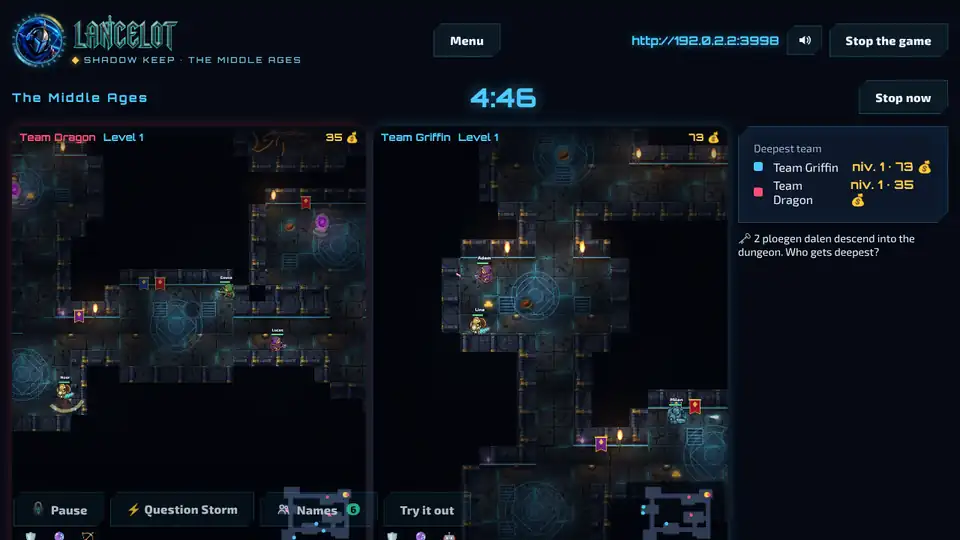 LANCELOT
SHADOW KEEP · THE MIDDLE AGES
Menu
http://192.0.2.2:3998
Stop the game
The Middle Ages
4:46
Stop now
Team Dragon Level 1
35
Team Griffin Level 1
73
Deepest team
Team Griffin niv. 1 · 73
Team Dragon niv. 1 · 35
2 ploegen dalen descend into the
dungeon. Who gets deepest?
Adam
Lina
Lucas
Noor
Milan
Pause
Question Storm
Names 6
Try it out